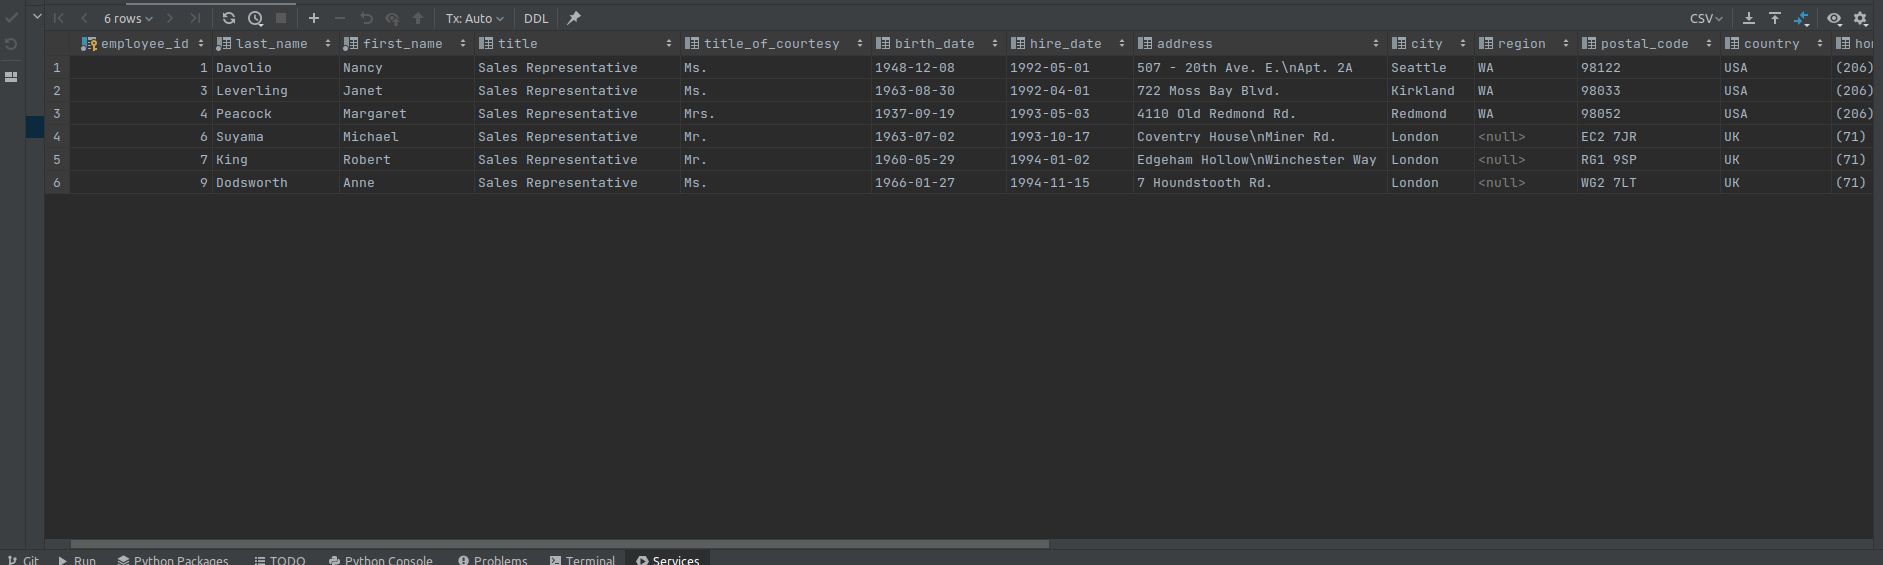 6 rows Tx: Auto DDL CSV
employee_id last_name first_name title title_of_courtesy birth_date hire_date address city region postal_code country
1 1 Davolio Nancy Sales Representative Ms. 1948-12-08 1992-05-01 507 - 20th Ave. E.\nApt. 2A Seattle WA 98122 USA (206)
2 3 Leverling Janet Sales Representative Ms. 1963-08-30 1992-04-01 722 Moss Bay Blvd. Kirkland WA 98033 USA (206)
3 4 Peacock Margaret Sales Representative Mrs. 1937-09-19 1993-05-03 4110 Old Redmond Rd. Redmond WA 98052 USA (206)
4 6 Suyama Michael Sales Representative Mr. 1963-07-02 1993-10-17 Coventry House\nMiner Rd. London <null> EC2 7JR UK (71)
5 7 King Robert Sales Representative Mr. 1960-05-29 1994-01-02 Edgeham Hollow\nWinchester Way London <null> RG1 9SP UK (71)
6 9 Dodsworth Anne Sales Representative Ms. 1966-01-27 1994-11-15 7 Houndstooth Rd. London <null> WG2 7LT UK (71)
Git Run Python Packages TODO Python Console Problems Terminal Services